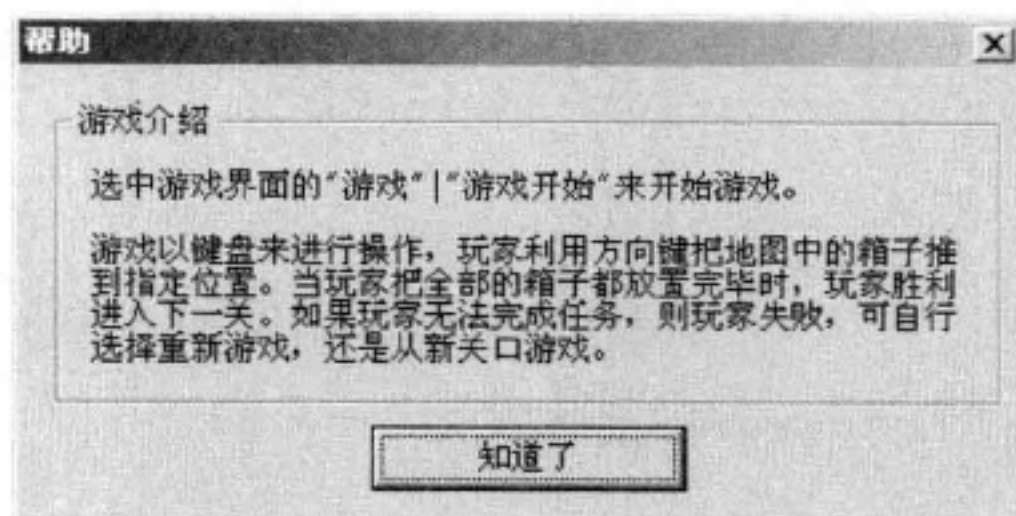 帮助
游戏介绍
选中游戏界面的"游戏"|"游戏开始"来开始游戏。
游戏以键盘来进行操作，玩家利用方向键把地图中的箱子推
到指定位置。当玩家把全部的箱子都放置完毕时，玩家胜利
进入下一关。如果玩家无法完成任务，则玩家失败，可自行
选择重新游戏，还是从新关口游戏。
知道了